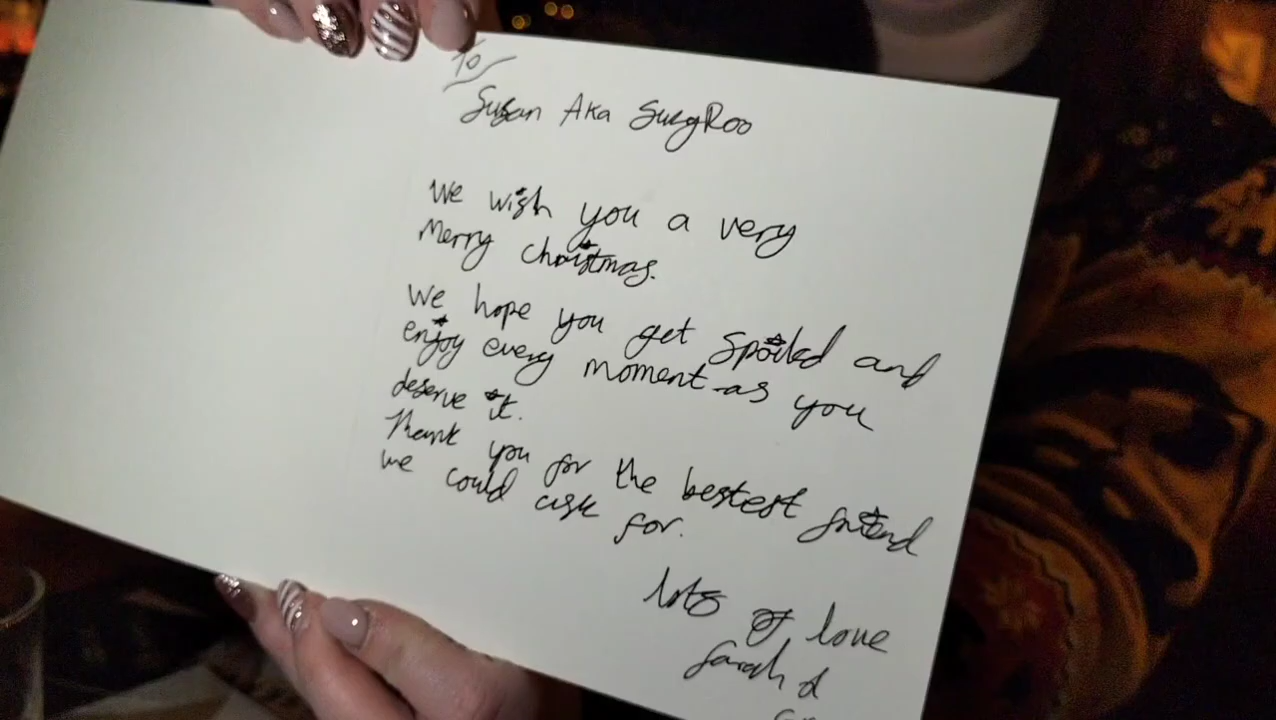 To
Susan Aka SuegRoo
We wish you a very
Merry Christmas.
We hope you get spoiled and
enjoy every moment as you
deserve it.
Thank you for the bestest friend
we could ask for.
lots of love
Sarah &